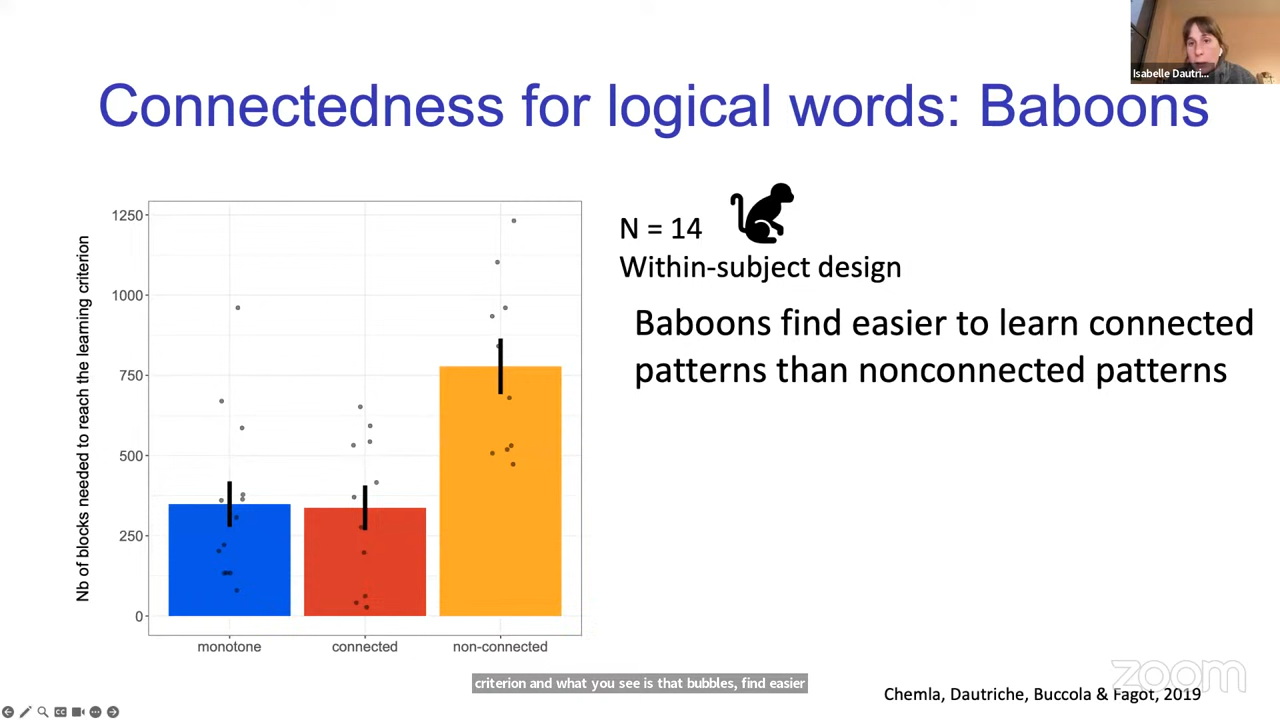 Isabelle Dautri...
Connectedness for logical words: Baboons
N = 14
Within-subject design
Baboons find easier to learn connected
patterns than nonconnected patterns
Nb of blocks needed to reach the learning criterion
1250
1000
750
500
250
0
monotone
connected
non-connected
criterion and what you see is that bubbles, find easier
zoom
Chemla, Dautriche, Buccola & Fagot, 2019
CC